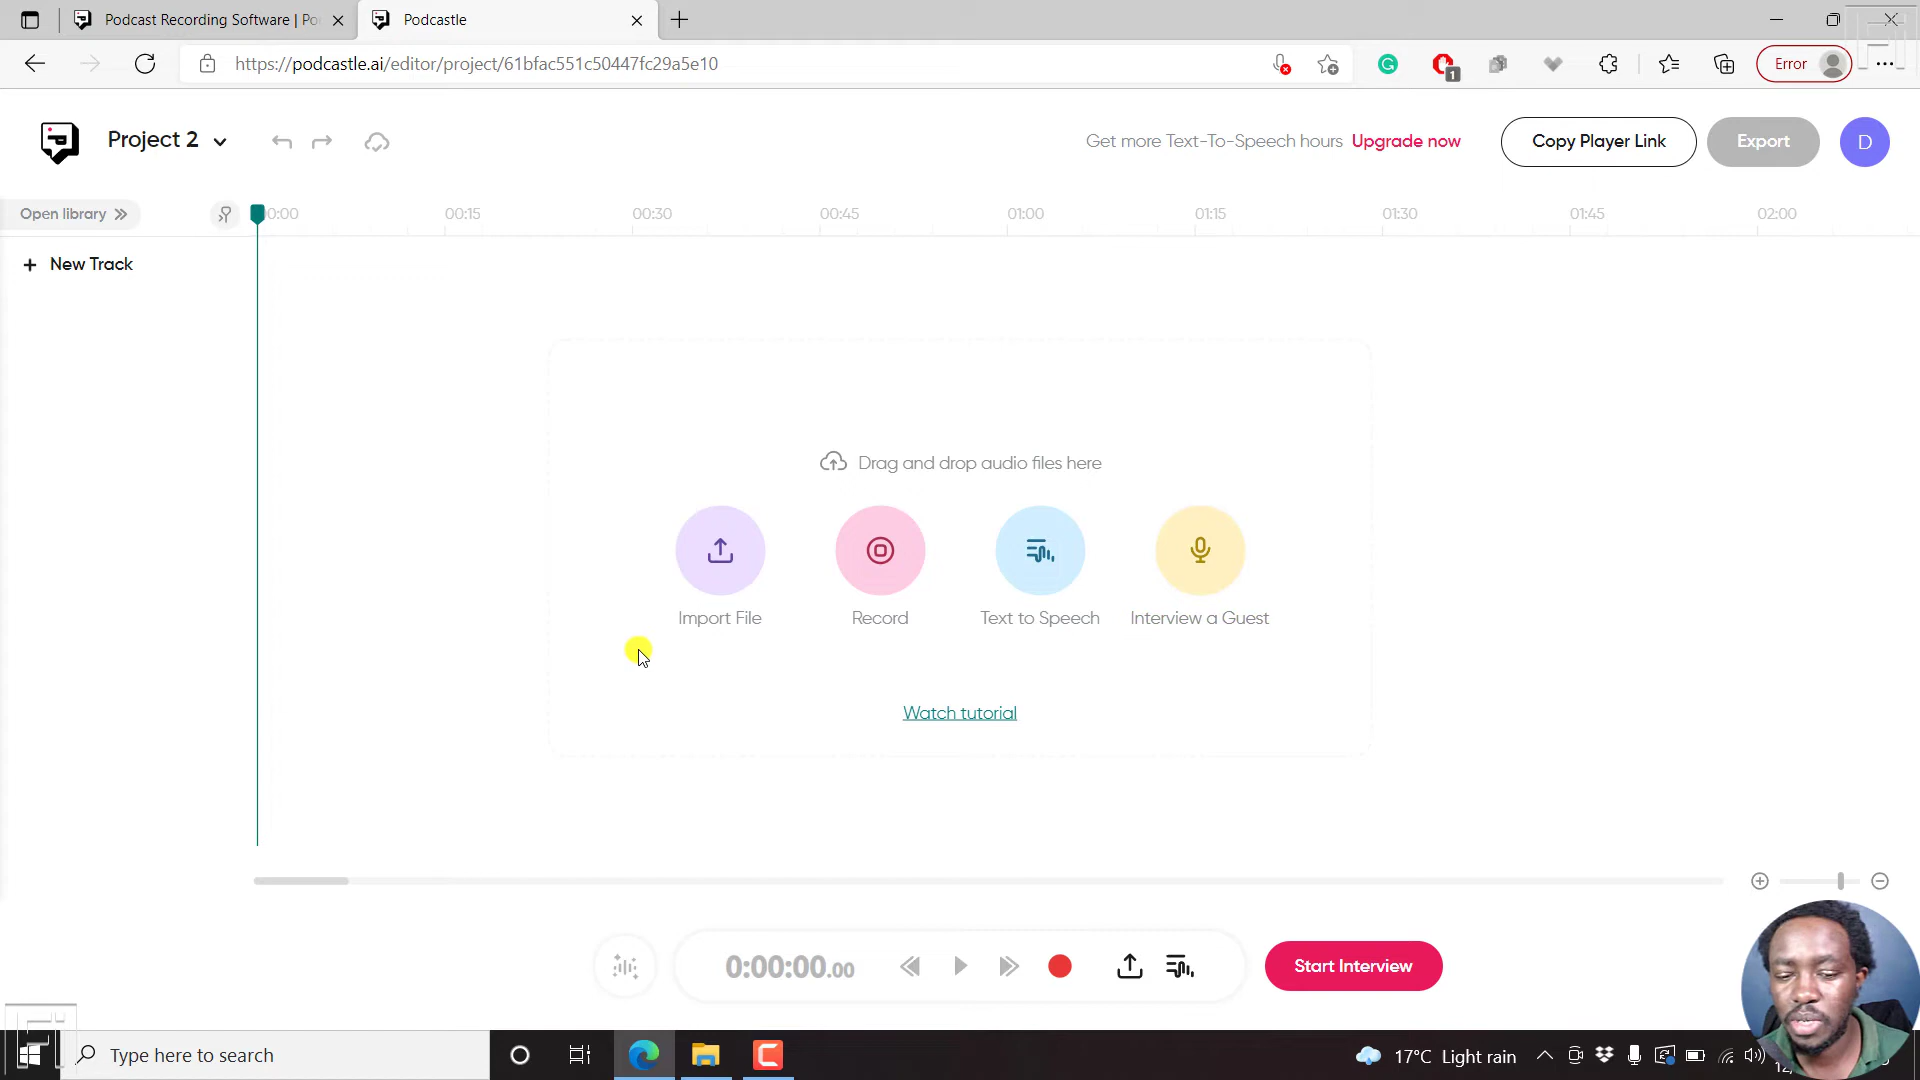 Podcast Recording Software | Po
Podcastle
https://podcastle.ai/editor/project/61bfac551c50447fc29a5e10
1
Error
Project 2
Get more Text-To-Speech hours Upgrade now
Copy Player Link
Export
D
Open library
0:00
00:15
00:30
00:45
01:00
01:15
01:30
01:45
02:00
+ New Track
Drag and drop audio files here
Import File
Record
Text to Speech
Interview a Guest
Watch tutorial
0:00:00.00
Start Interview
Type here to search
17°C Light rain